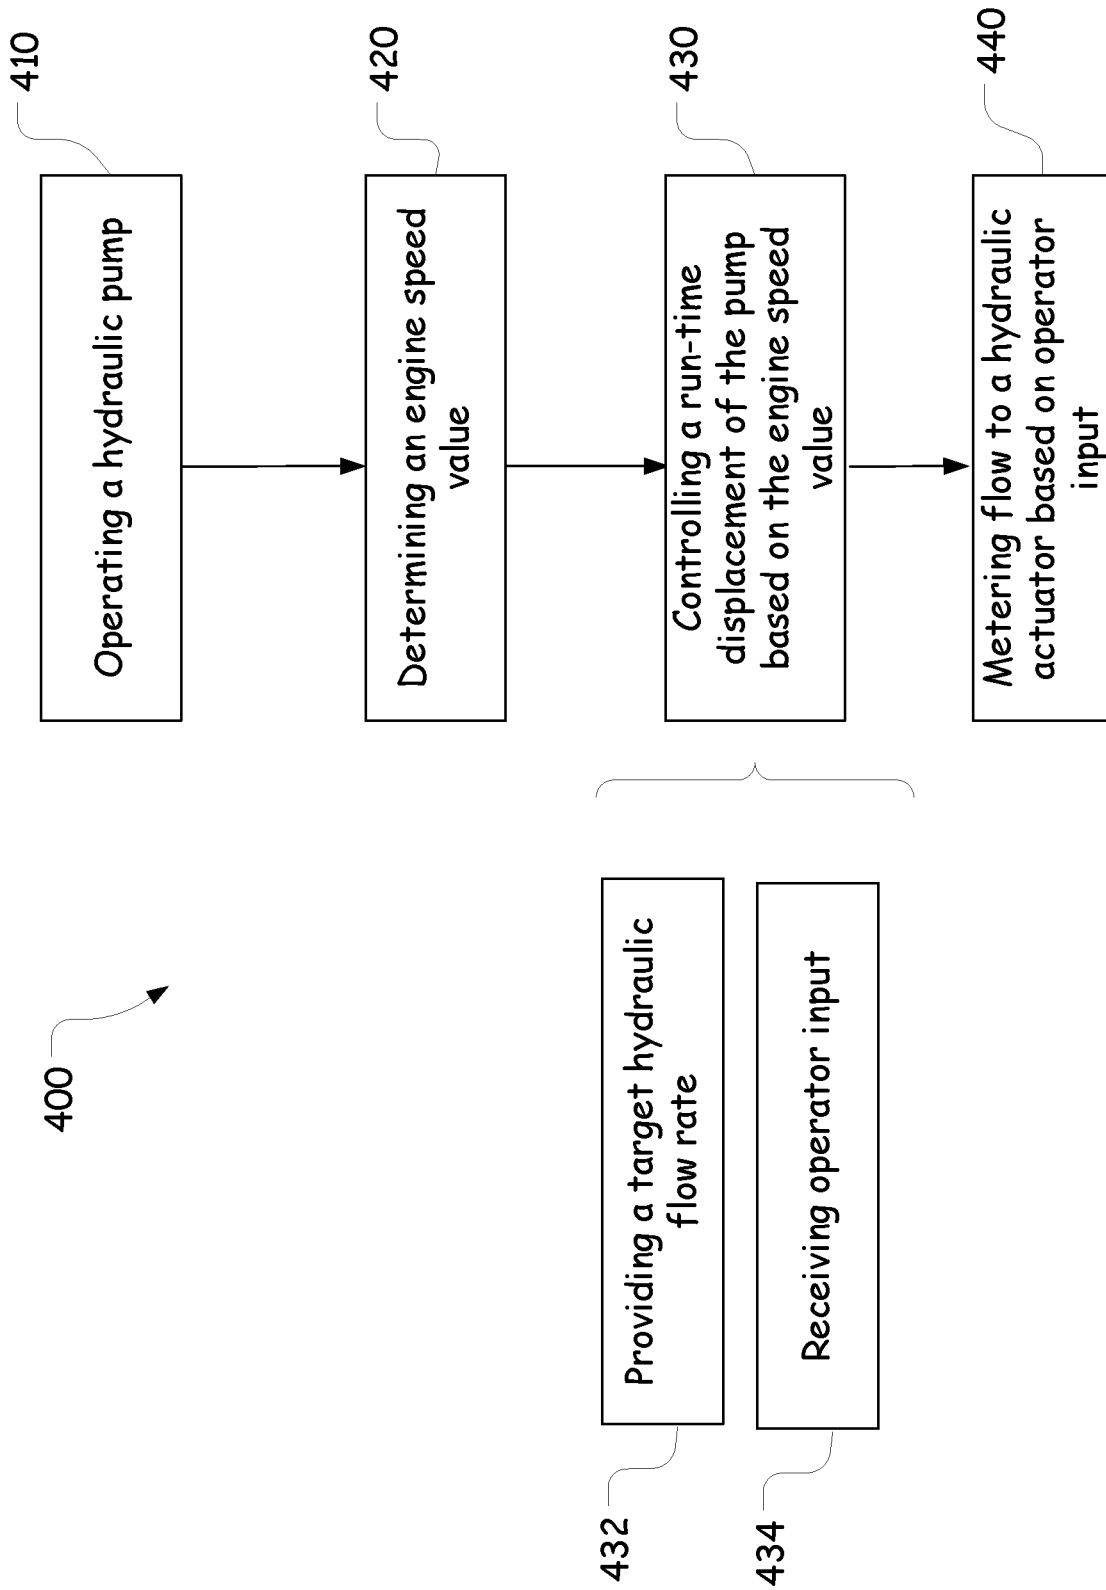 400
410
Operating a hydraulic pump
420
Determining an engine speed
value
430
Controlling a run-time
displacement of the pump
based on the engine speed
value
432
Providing a target hydraulic
flow rate
434
Receiving operator input
440
Metering flow to a hydraulic
actuator based on operator
input